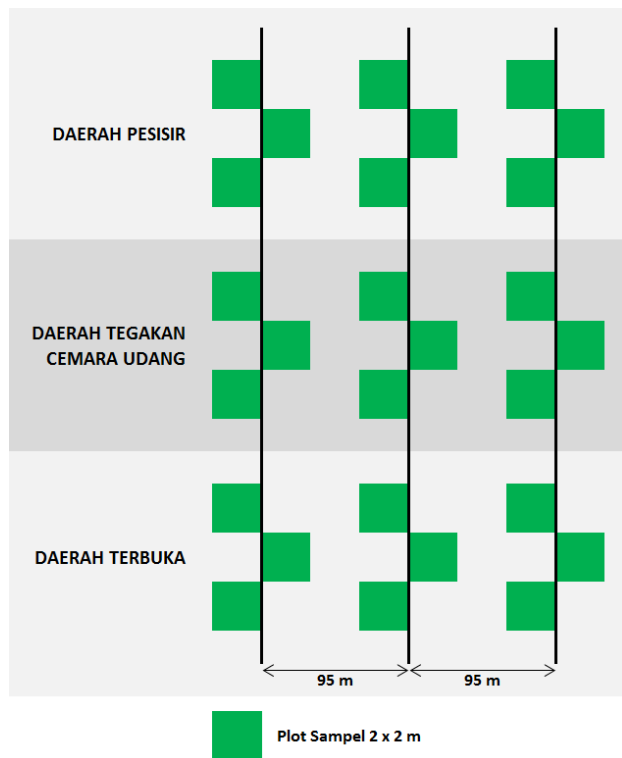 DAERAH PESISIR
DAERAH TEGAKAN
CEMARA UDANG
DAERAH TERBUKA
95 m
95 m
Plot Sampel 2 x 2 m